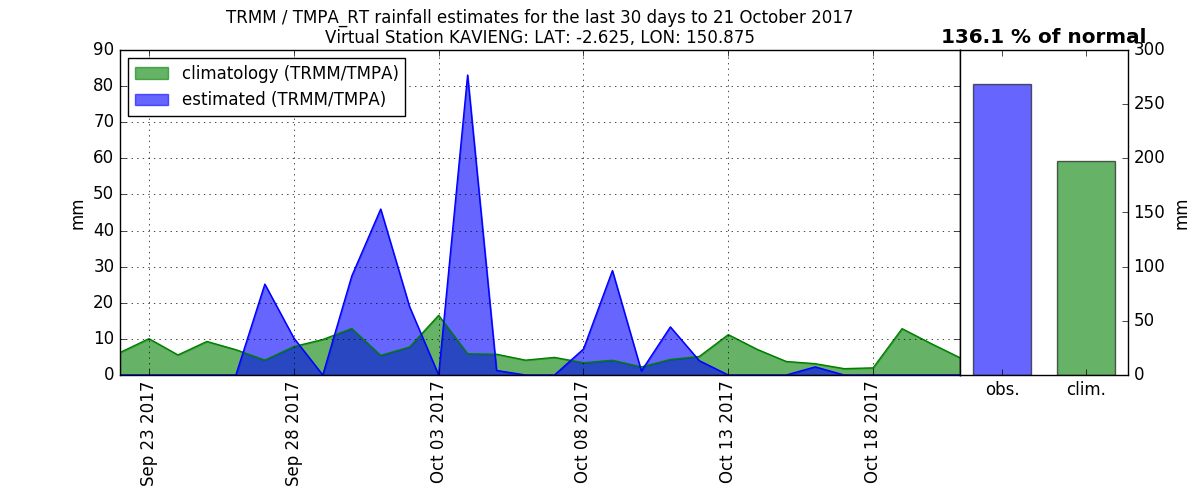 TRMM / TMPA_RT rainfall estimates for the last 30 days to 21 October 2017
Virtual Station KAVIENG: LAT: -2.625, LON: 150.875
136.1 % of normal
climatology (TRMM/TMPA)
estimated (TRMM/TMPA)
90
80
70
60
50
40
30
20
10
0
mm
Sep 23 2017
Sep 28 2017
Oct 03 2017
Oct 08 2017
Oct 13 2017
Oct 18 2017
300
250
200
150
100
50
0
mm
obs.
clim.